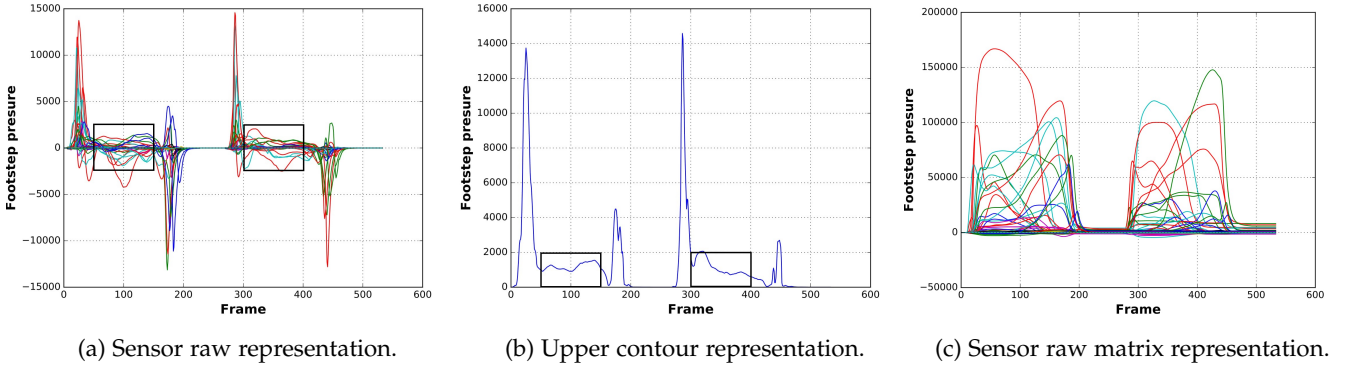 15000
10000
5000
0
−5000
−10000
−15000
Footstep presure
0 100 200 300 400 500 600
Frame
(a) Sensor raw representation.
16000
14000
12000
10000
8000
6000
4000
2000
0
Footstep presure
0 100 200 300 400 500 600
Frame
(b) Upper contour representation.
200000
150000
100000
50000
0
−50000
Footstep presure
0 100 200 300 400 500 600
Frame
(c) Sensor raw matrix representation.